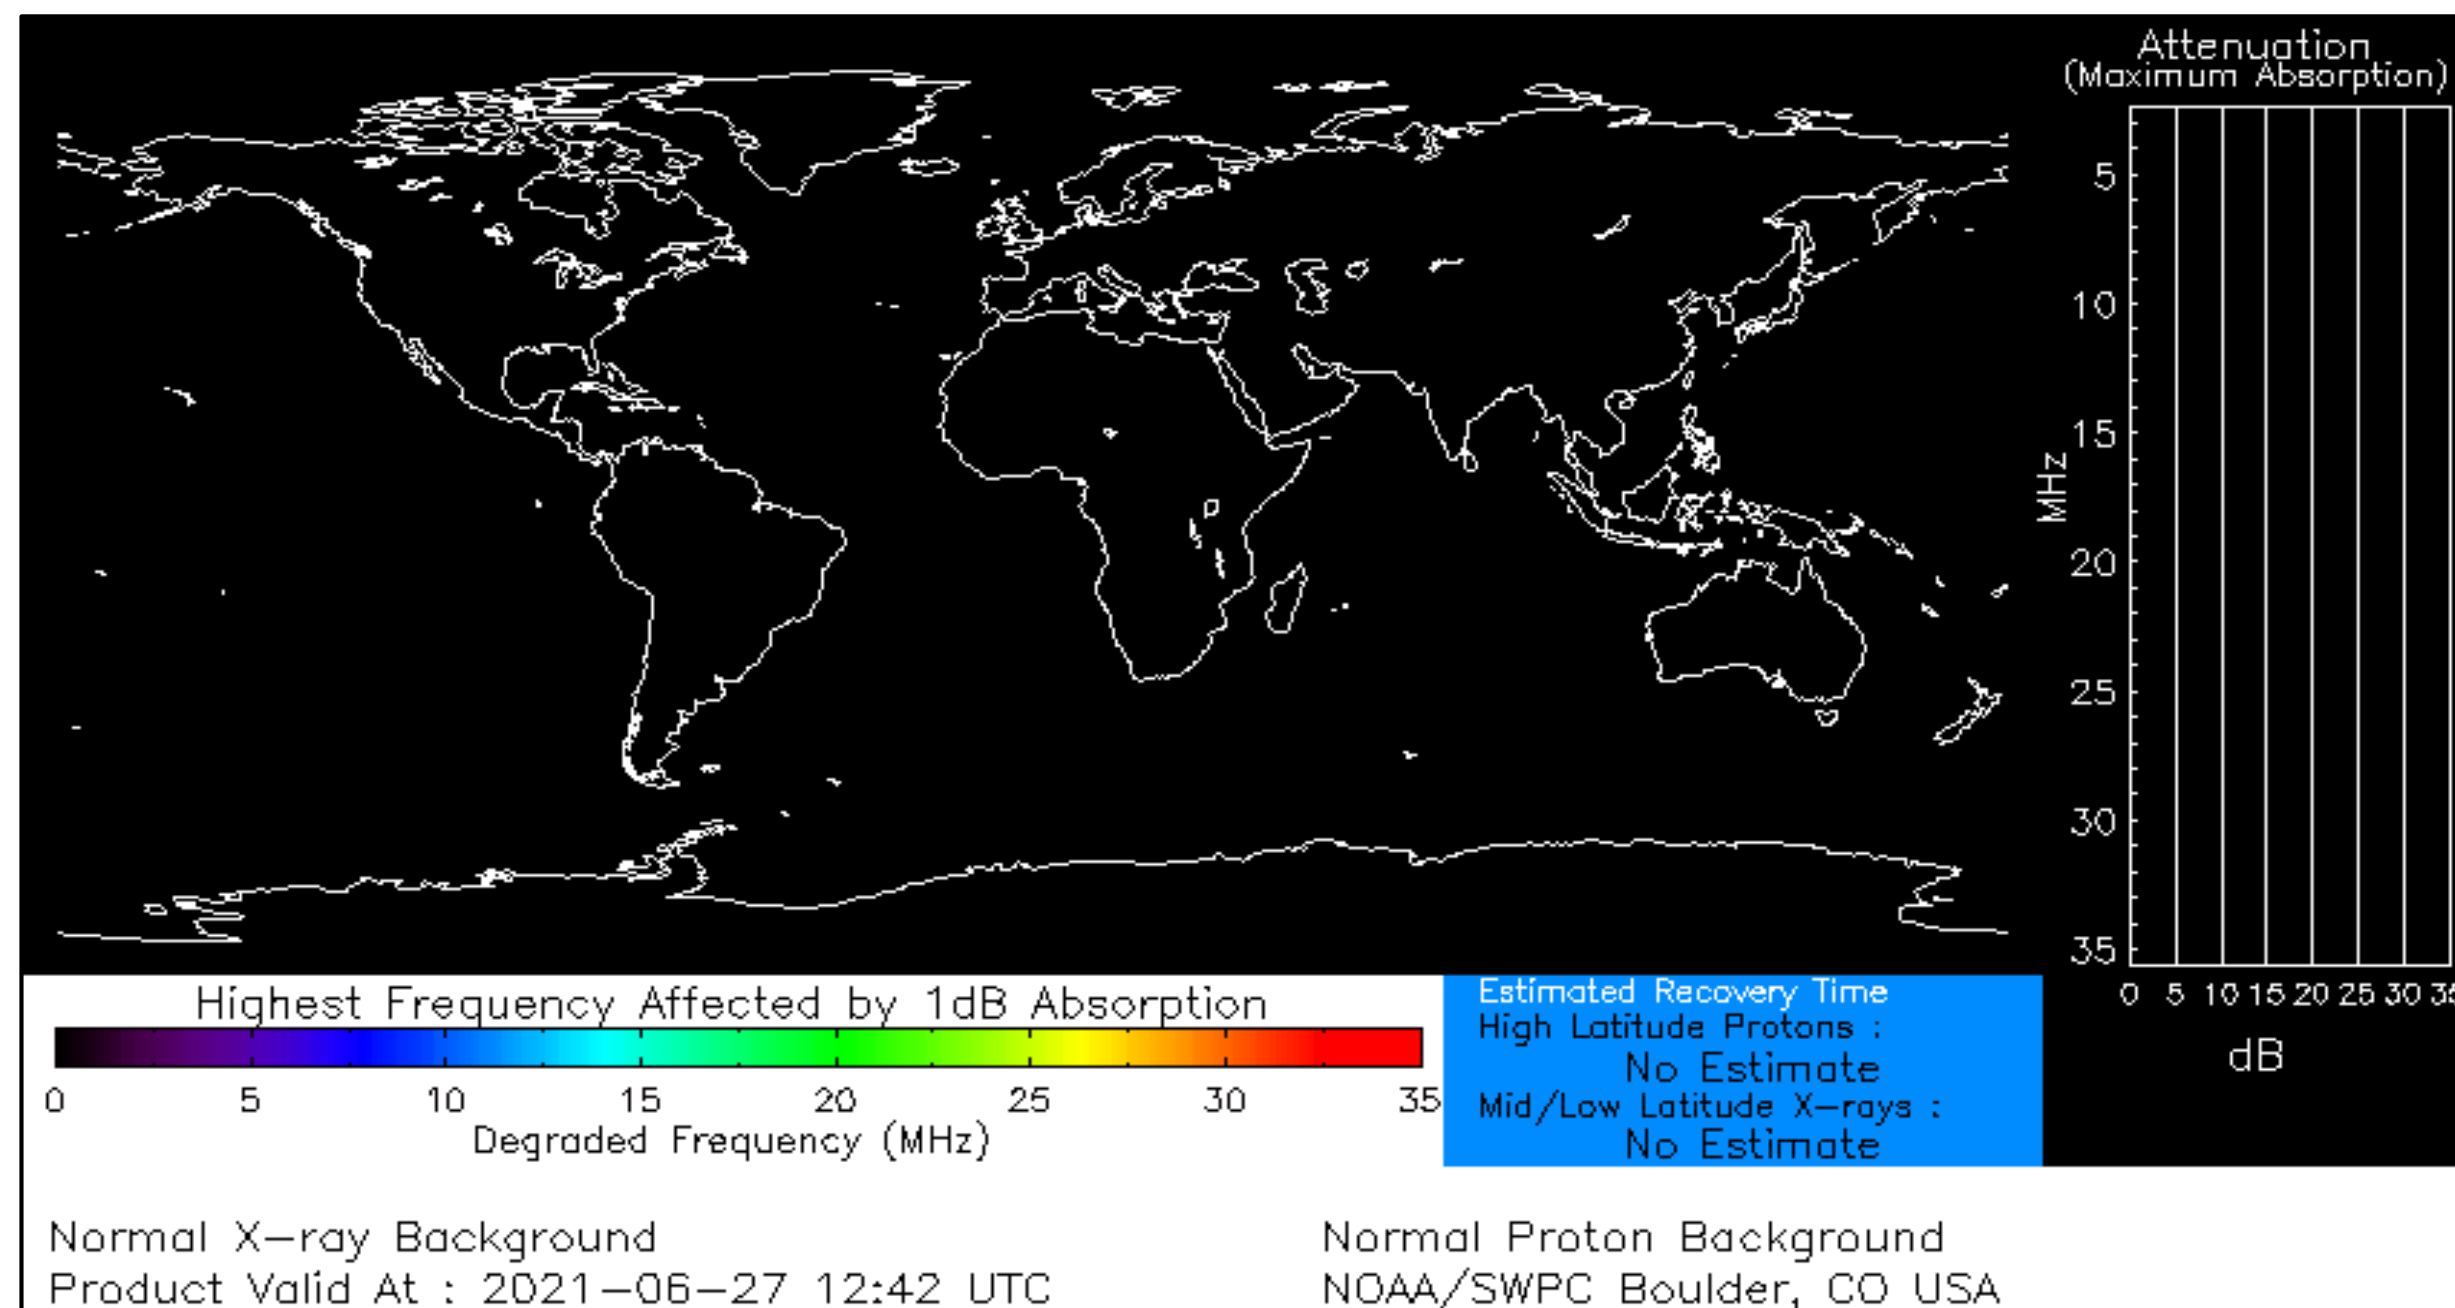 Attenuation
(Maximum Absorption)
5
10
15
20
25
30
35
MHz
0 5 10 15 20 25 30 35
dB
Highest Frequency Affected by 1dB Absorption
0 5 10 15 20 25 30 35
Degraded Frequency (MHz)
Estimated Recovery Time
High Latitude Protons :
No Estimate
Mid/Low Latitude X-rays :
No Estimate
Normal X-ray Background
Normal Proton Background
Product Valid At : 2021-06-27 12:42 UTC
NOAA/SWPC Boulder, CO USA